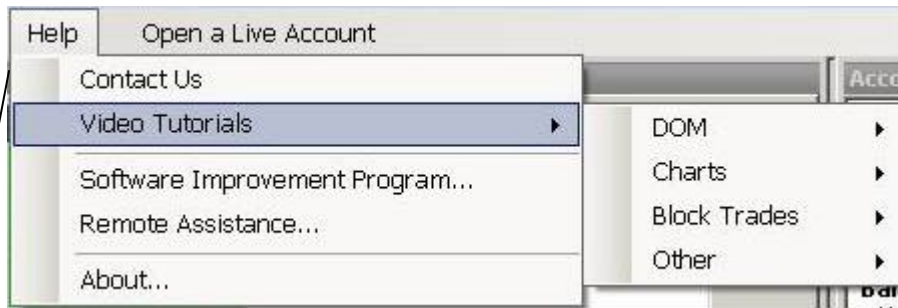 Help Open a Live Account
Contact Us
Video Tutorials
Software Improvement Program...
Remote Assistance...
About...
DOM
Charts
Block Trades
Other